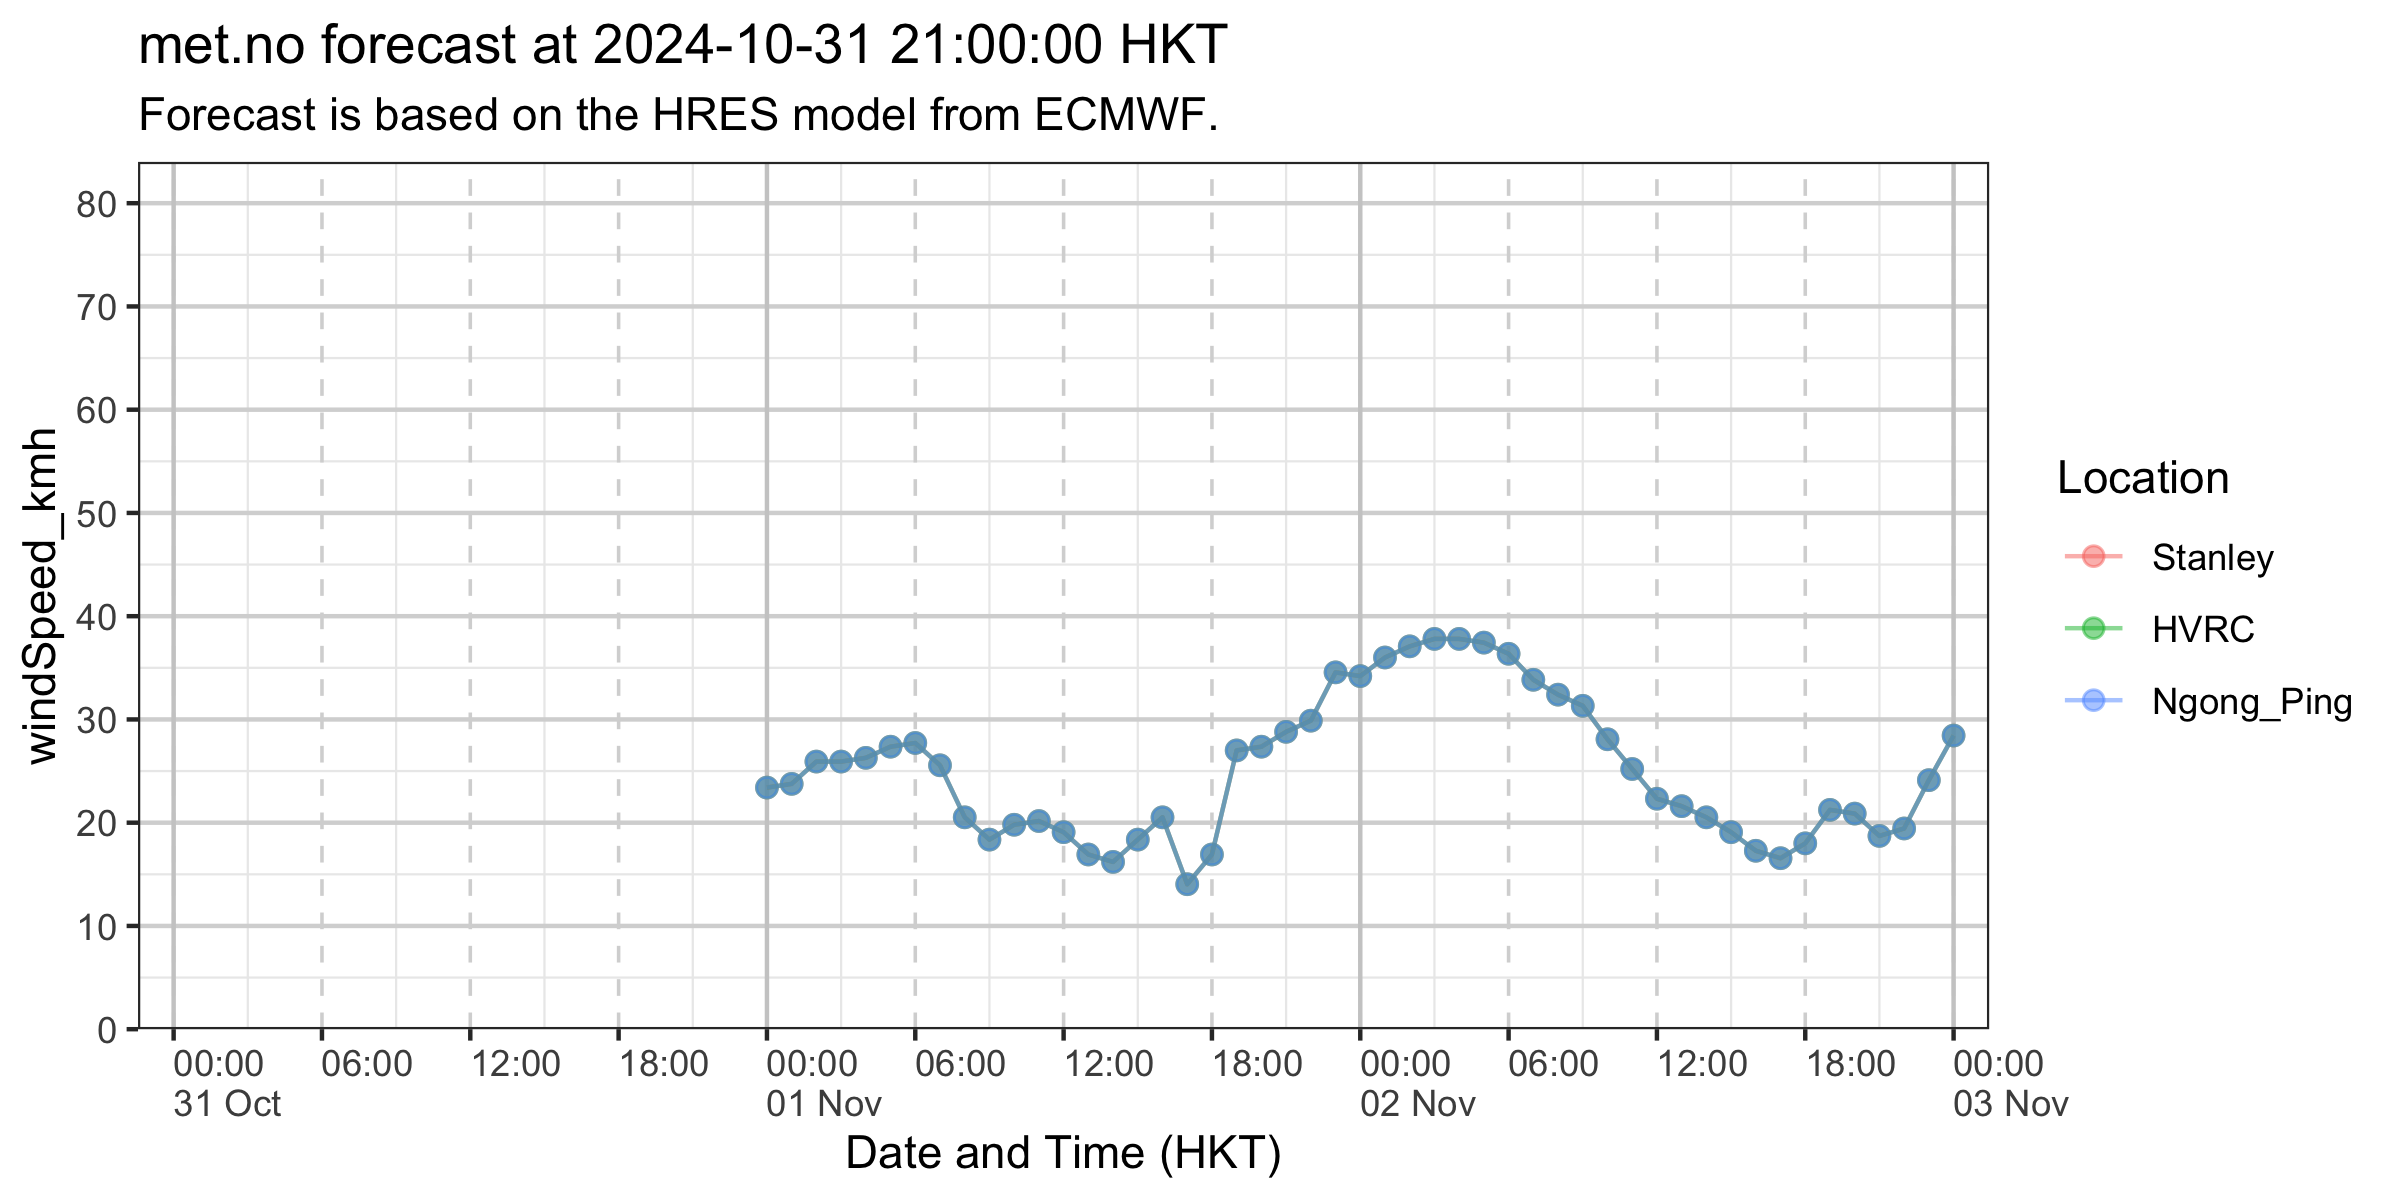 met.no forecast at 2024-10-31 21:00:00 HKT
Forecast is based on the HRES model from ECMWF.
windSpeed_kmh
80
70
60
50
40
30
20
10
0
00:00 06:00 12:00 18:00 00:00 06:00 12:00 18:00 00:00 06:00 12:00 18:00 00:00
31 Oct 01 Nov 02 Nov 03 Nov
Date and Time (HKT)
Location
Stanley
HVRC
Ngong_Ping